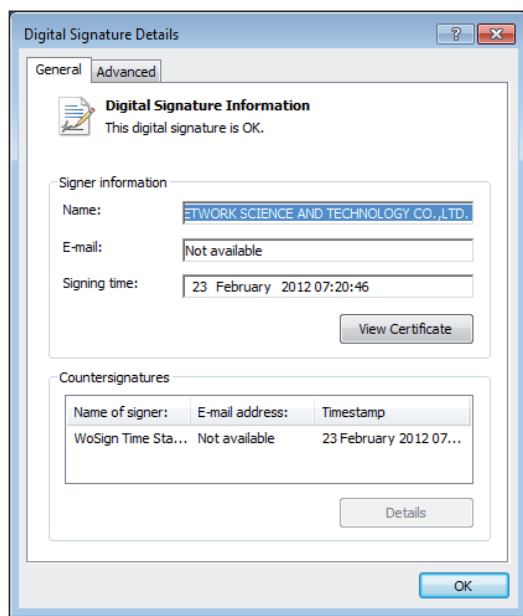 Digital Signature Details
General Advanced
Digital Signature Information
This digital signature is OK.
Signer information
Name: ETWORK SCIENCE AND TECHNOLOGY CO.,LTD.
E-mail: Not available
Signing time: 23 February 2012 07:20:46
View Certificate
Countersignatures
Name of signer: E-mail address: Timestamp
WoSign Time Sta... Not available 23 February 2012 07...
Details
OK